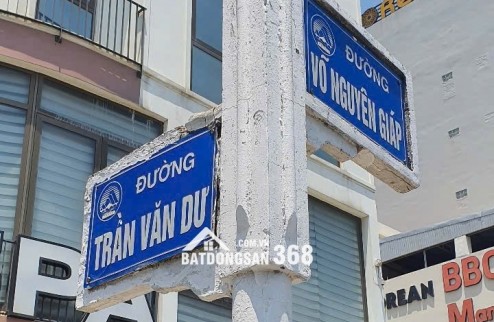 ĐƯỜNG
VÕ NGUYÊN GIÁP
ĐƯỜNG
TRẦN VĂN DƯ
.COM.VN
BATDONGSAN 368
REAN BBQ